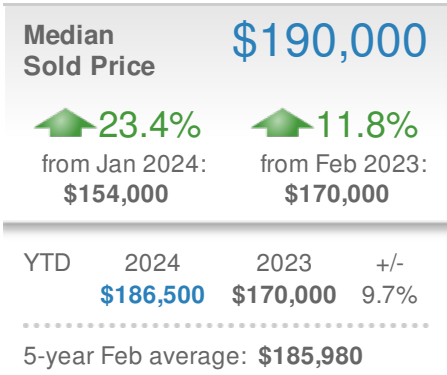 Median
Sold Price
$190,000
23.4%
from Jan 2024:
$154,000
11.8%
from Feb 2023:
$170,000
YTD 2024 2023 +/-
$186,500 $170,000 9.7%
5-year Feb average: $185,980